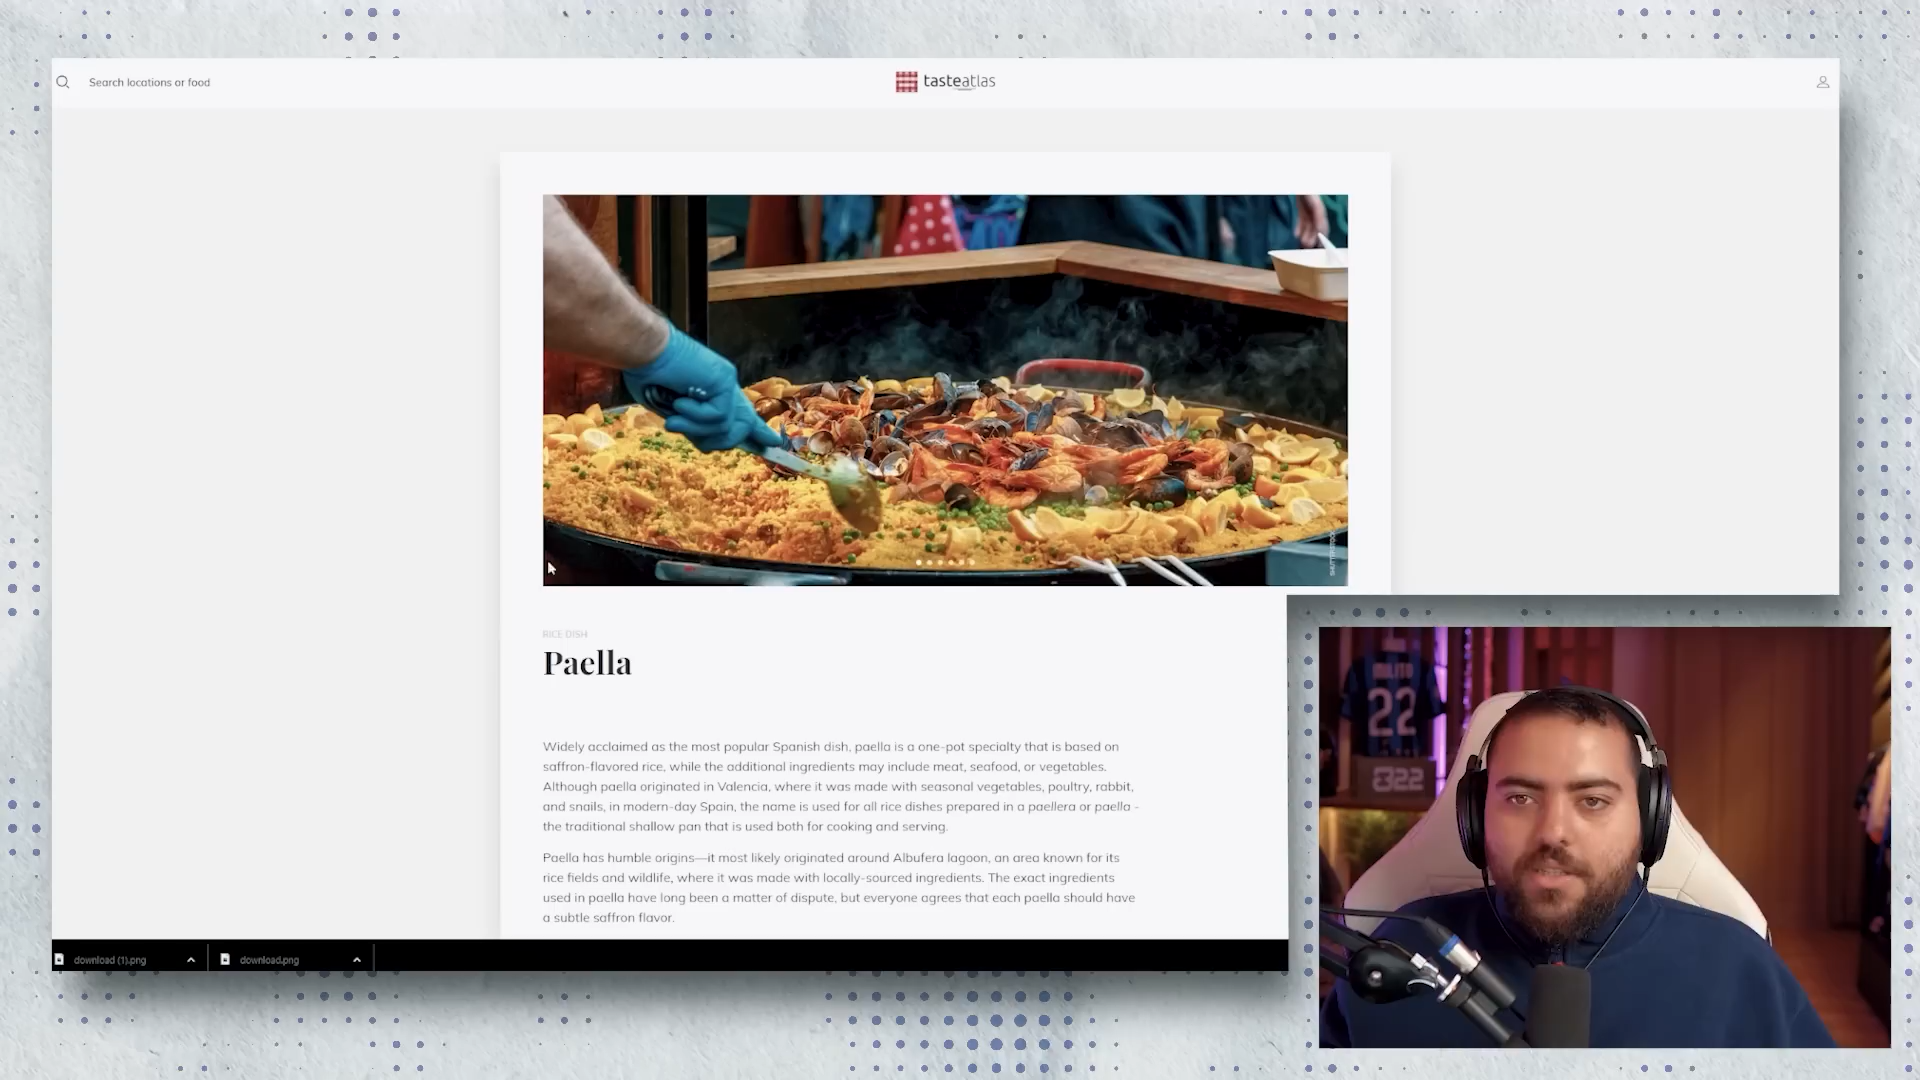 Search locations or food
tasteatlas
SHUTTERSTOCK
RICE DISH
Paella
Widely acclaimed as the most popular Spanish dish, paella is a one-pot specialty that is based on
saffron-flavored rice, while the additional ingredients may include meat, seafood, or vegetables.
Although paella originated in Valencia, where it was made with seasonal vegetables, poultry, rabbit,
and snails, in modern-day Spain, the name is used for all rice dishes prepared in a paellera or paella -
the traditional shallow pan that is used both for cooking and serving.
Paella has humble origins—it most likely originated around Albufera lagoon, an area known for its
rice fields and wildlife, where it was made with locally-sourced ingredients. The exact ingredients
used in paella have long been a matter of dispute, but everyone agrees that each paella should have
a subtle saffron flavor.
download (1).png
download.png
MILITO
22